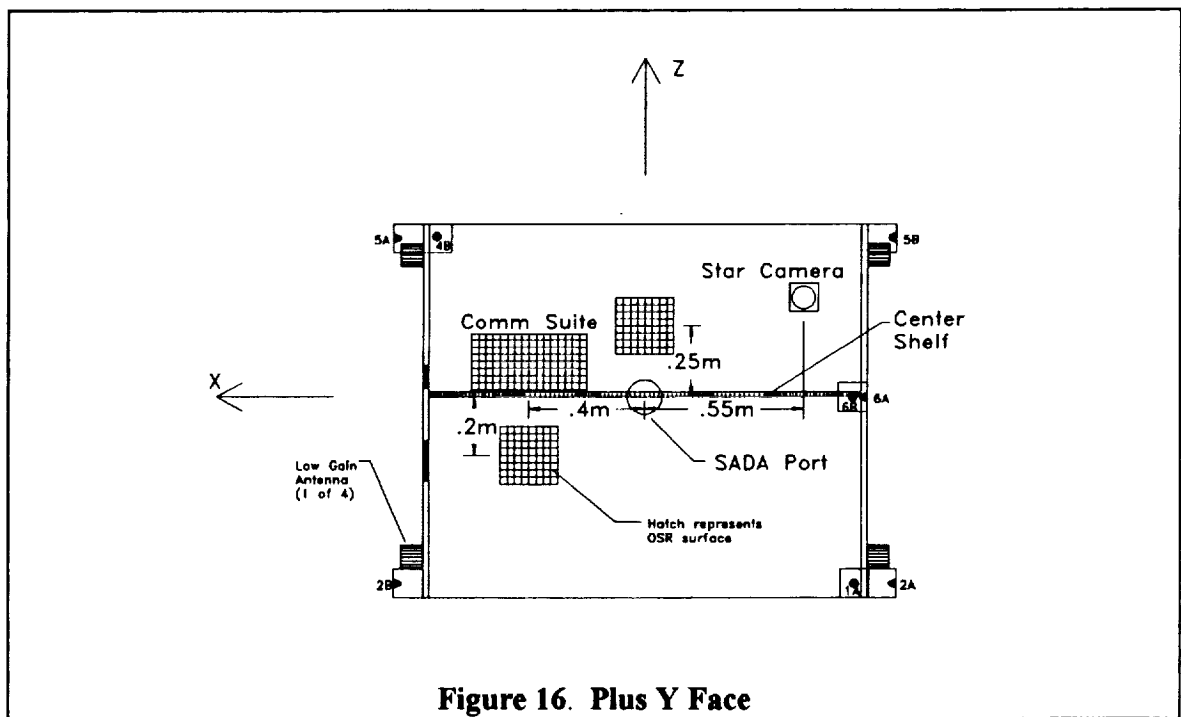 Z
5A
4B
5B
Star Camera
Comm Suite
Center
Shelf
.25m
X
.4m
.55m
6B
6A
.2m
SADA Port
Low Gain
Antenna
(1 of 4)
Hatch represents
OSR surface
2B
1A
2A
Figure 16. Plus Y Face